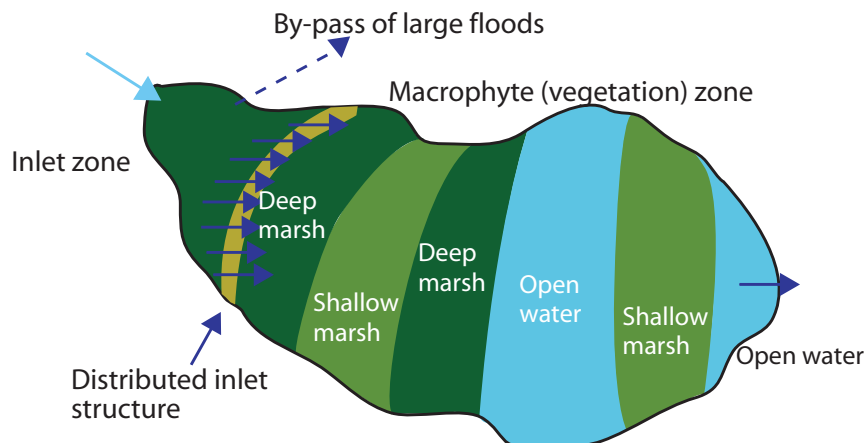 By-pass of large floods
Macrophyte (vegetation) zone
Inlet zone
Deep
marsh
Shallow
marsh
Deep
marsh
Open
water
Shallow
marsh
Open water
Distributed inlet
structure